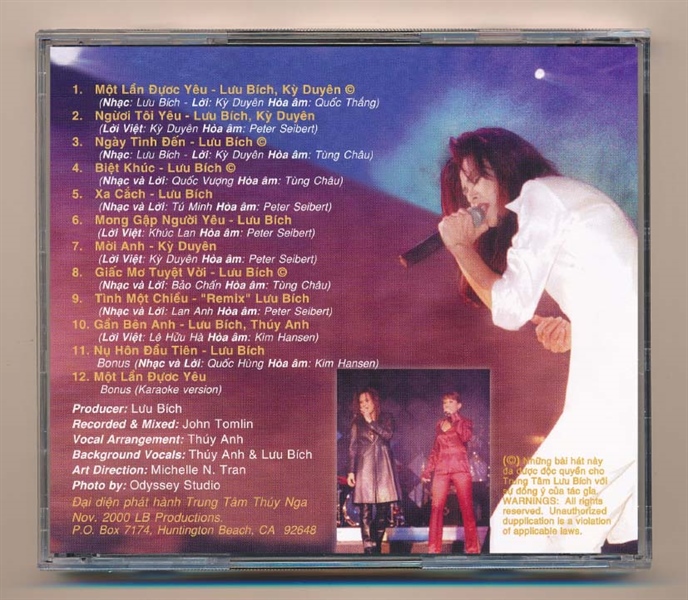 1. Một Lần Được Yêu - Lưu Bích, Kỳ Duyên ©
(Nhạc: Lưu Bích - Lời: Kỳ Duyên Hòa âm: Quốc Thắng)
2. Người Tôi Yêu - Lưu Bích, Kỳ Duyên
(Lời Việt: Kỳ Duyên Hòa âm: Peter Seibert)
3. Ngày Tình Đến - Lưu Bích ©
(Nhạc: Lưu Bích - Lời: Kỳ Duyên Hòa âm: Tùng Châu)
4. Biệt Khúc - Lưu Bích ©
(Nhạc và Lời: Quốc Vượng Hòa âm: Tùng Châu)
5. Xa Cách - Lưu Bích
(Nhạc và Lời: Tú Minh Hòa âm: Peter Seibert)
6. Mong Gặp Người Yêu - Lưu Bích
(Lời Việt: Khúc Lan Hòa âm: Peter Seibert)
7. Mời Anh - Kỳ Duyên
(Lời Việt: Kỳ Duyên Hòa âm: Peter Seibert)
8. Giấc Mơ Tuyệt Vời - Lưu Bích ©
(Nhạc và Lời: Bảo Chấn Hòa âm: Tùng Châu)
9. Tình Một Chiều - "Remix" Lưu Bích
(Nhạc và Lời: Lan Anh Hòa âm: Peter Seibert)
10. Gần Bên Anh - Lưu Bích, Thúy Anh
(Lời Việt: Lê Hữu Hà Hòa âm: Kim Hansen)
11. Nụ Hôn Đầu Tiên - Lưu Bích
Bonus (Nhạc và Lời: Quốc Hùng Hòa âm: Kim Hansen)
12. Một Lần Được Yêu
Bonus (Karaoke version)
Producer: Lưu Bích
Recorded & Mixed: John Tomlin
Vocal Arrangement: Thúy Anh
Background Vocals: Thúy Anh & Lưu Bích
Art Direction: Michelle N. Tran
Photo by: Odyssey Studio
Đại diện phát hành Trung Tâm Thúy Nga
Nov. 2000 LB Productions.
P.O. Box 7174, Huntington Beach, CA 92648
(©) Những bài hát này
đã được độc quyền cho
Trung Tâm Lưu Bích với
sự đồng ý của tác giả.
WARNINGS: All rights
reserved. Unauthorized
dupplication is a violation
of applicable laws.